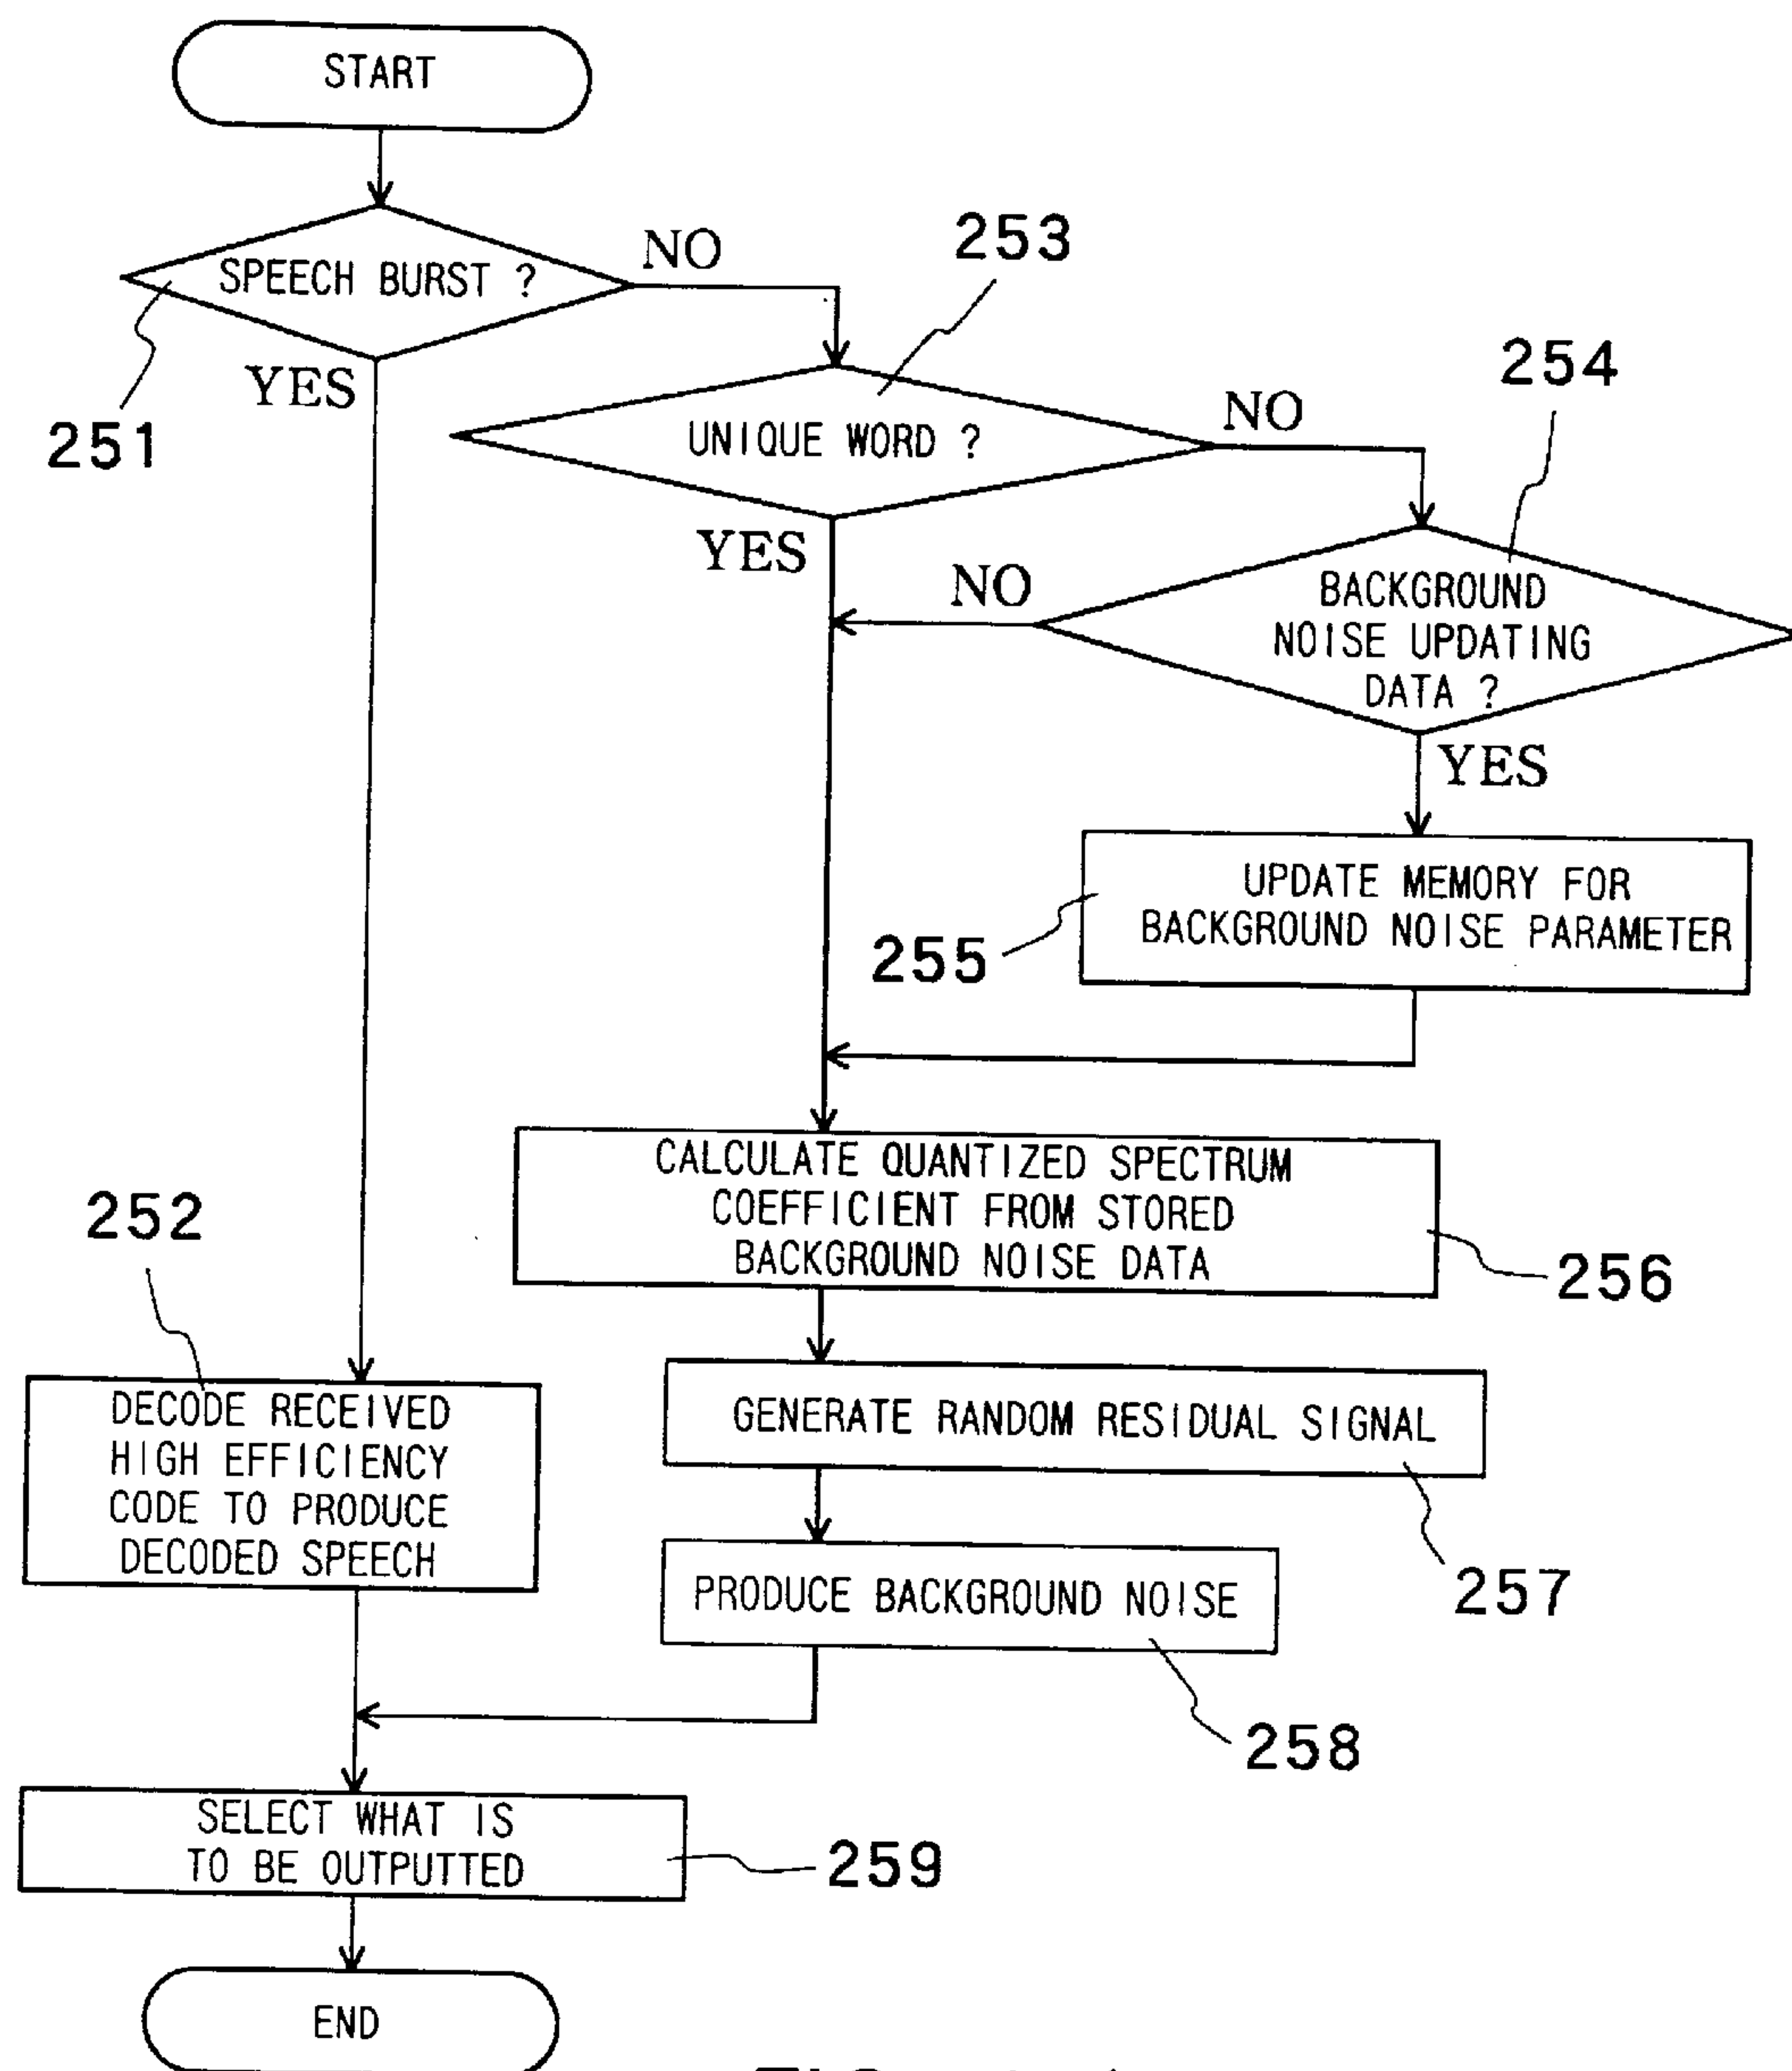 START
SPEECH BURST ?
NO
YES
251
253
UNIQUE WORD ?
NO
YES
254
BACKGROUND
NOISE UPDATING
DATA ?
NO
YES
255
UPDATE MEMORY FOR
BACKGROUND NOISE PARAMETER
CALCULATE QUANTIZED SPECTRUM
COEFFICIENT FROM STORED
BACKGROUND NOISE DATA
256
252
DECODE RECEIVED
HIGH EFFICIENCY
CODE TO PRODUCE
DECODED SPEECH
GENERATE RANDOM RESIDUAL SIGNAL
257
PRODUCE BACKGROUND NOISE
258
SELECT WHAT IS
TO BE OUTPUTTED
259
END